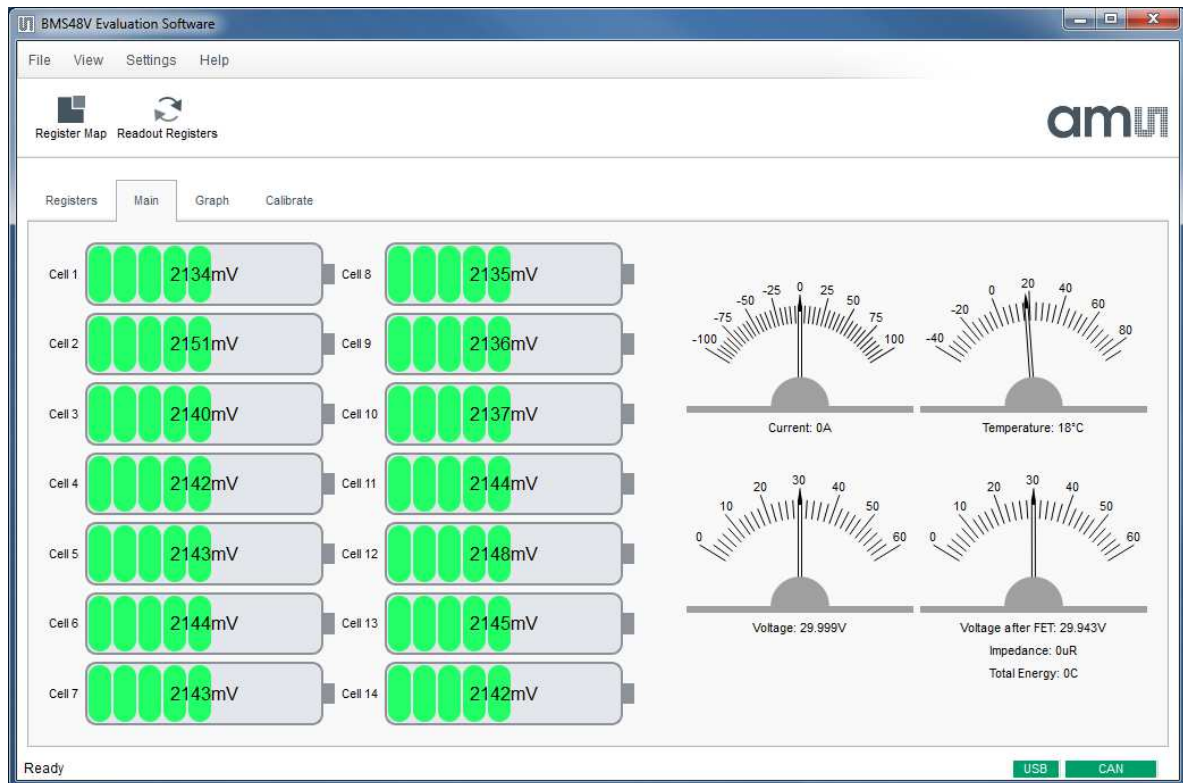 BMS48V Evaluation Software
File View Settings Help
Register Map Readout Registers
am
Registers Main Graph Calibrate
Cell 1 2134mV Cell 8 2135mV
Cell 2 2151mV Cell 9 2136mV
Cell 3 2140mV Cell 10 2137mV
Cell 4 2142mV Cell 11 2144mV
Cell 5 2143mV Cell 12 2148mV
Cell 6 2144mV Cell 13 2145mV
Cell 7 2143mV Cell 14 2142mV
-100 -75 -50 -25 0 25 50 75 100
Current: 0A
-40 -20 0 20 40 60 80
Temperature: 18°C
0 10 20 30 40 50 60
Voltage: 29.999V
0 10 20 30 40 50 60
Voltage after FET: 29.943V
Impedance: 0uR
Total Energy: 0C
Ready USB CAN